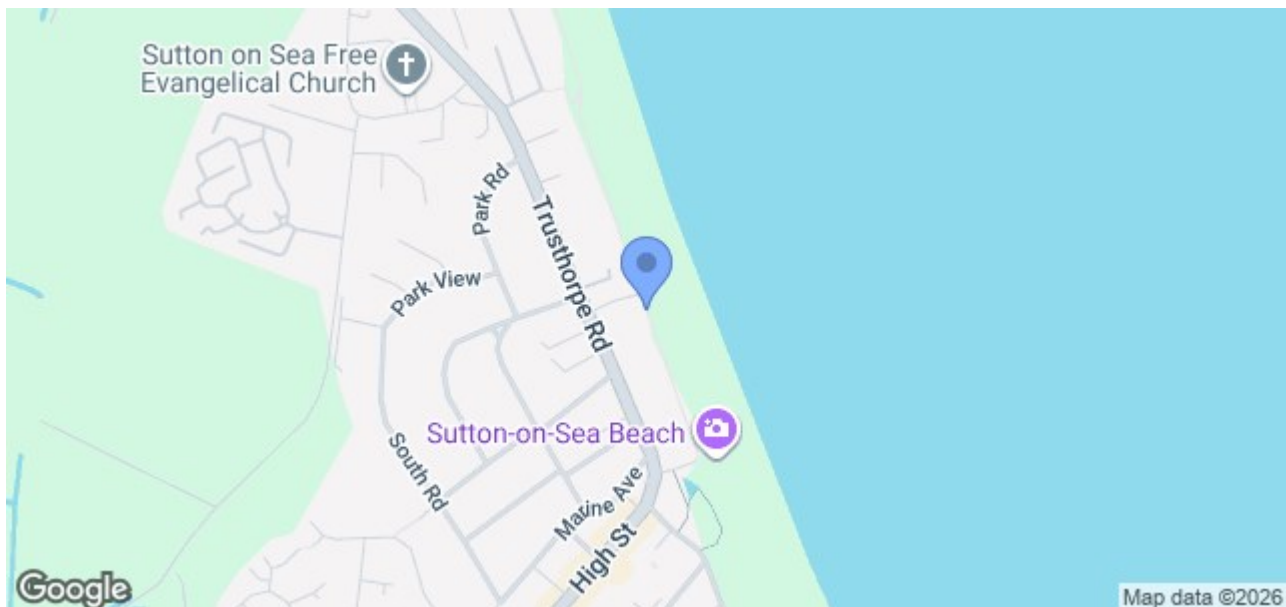 Sutton on Sea Free
Evangelical Church
Park Rd
Trusthorpe Rd
Park View
Sutton-on-Sea Beach
South Rd
Marine Ave
High St
Google
Map data ©2026